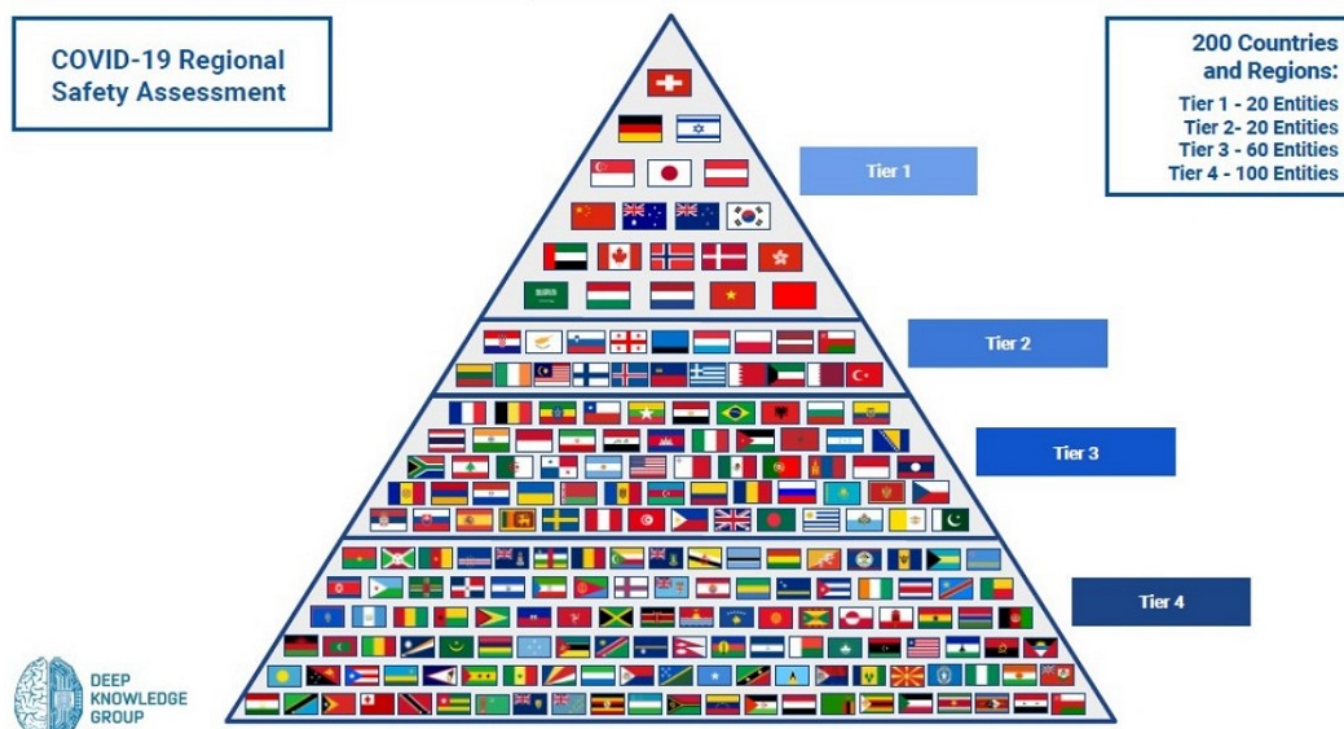 COVID-19 Regional
Safety Assessment
200 Countries
and Regions:
Tier 1 - 20 Entities
Tier 2- 20 Entities
Tier 3 - 60 Entities
Tier 4 - 100 Entities
Tier 1
Tier 2
Tier 3
Tier 4
DEEP
KNOWLEDGE
GROUP